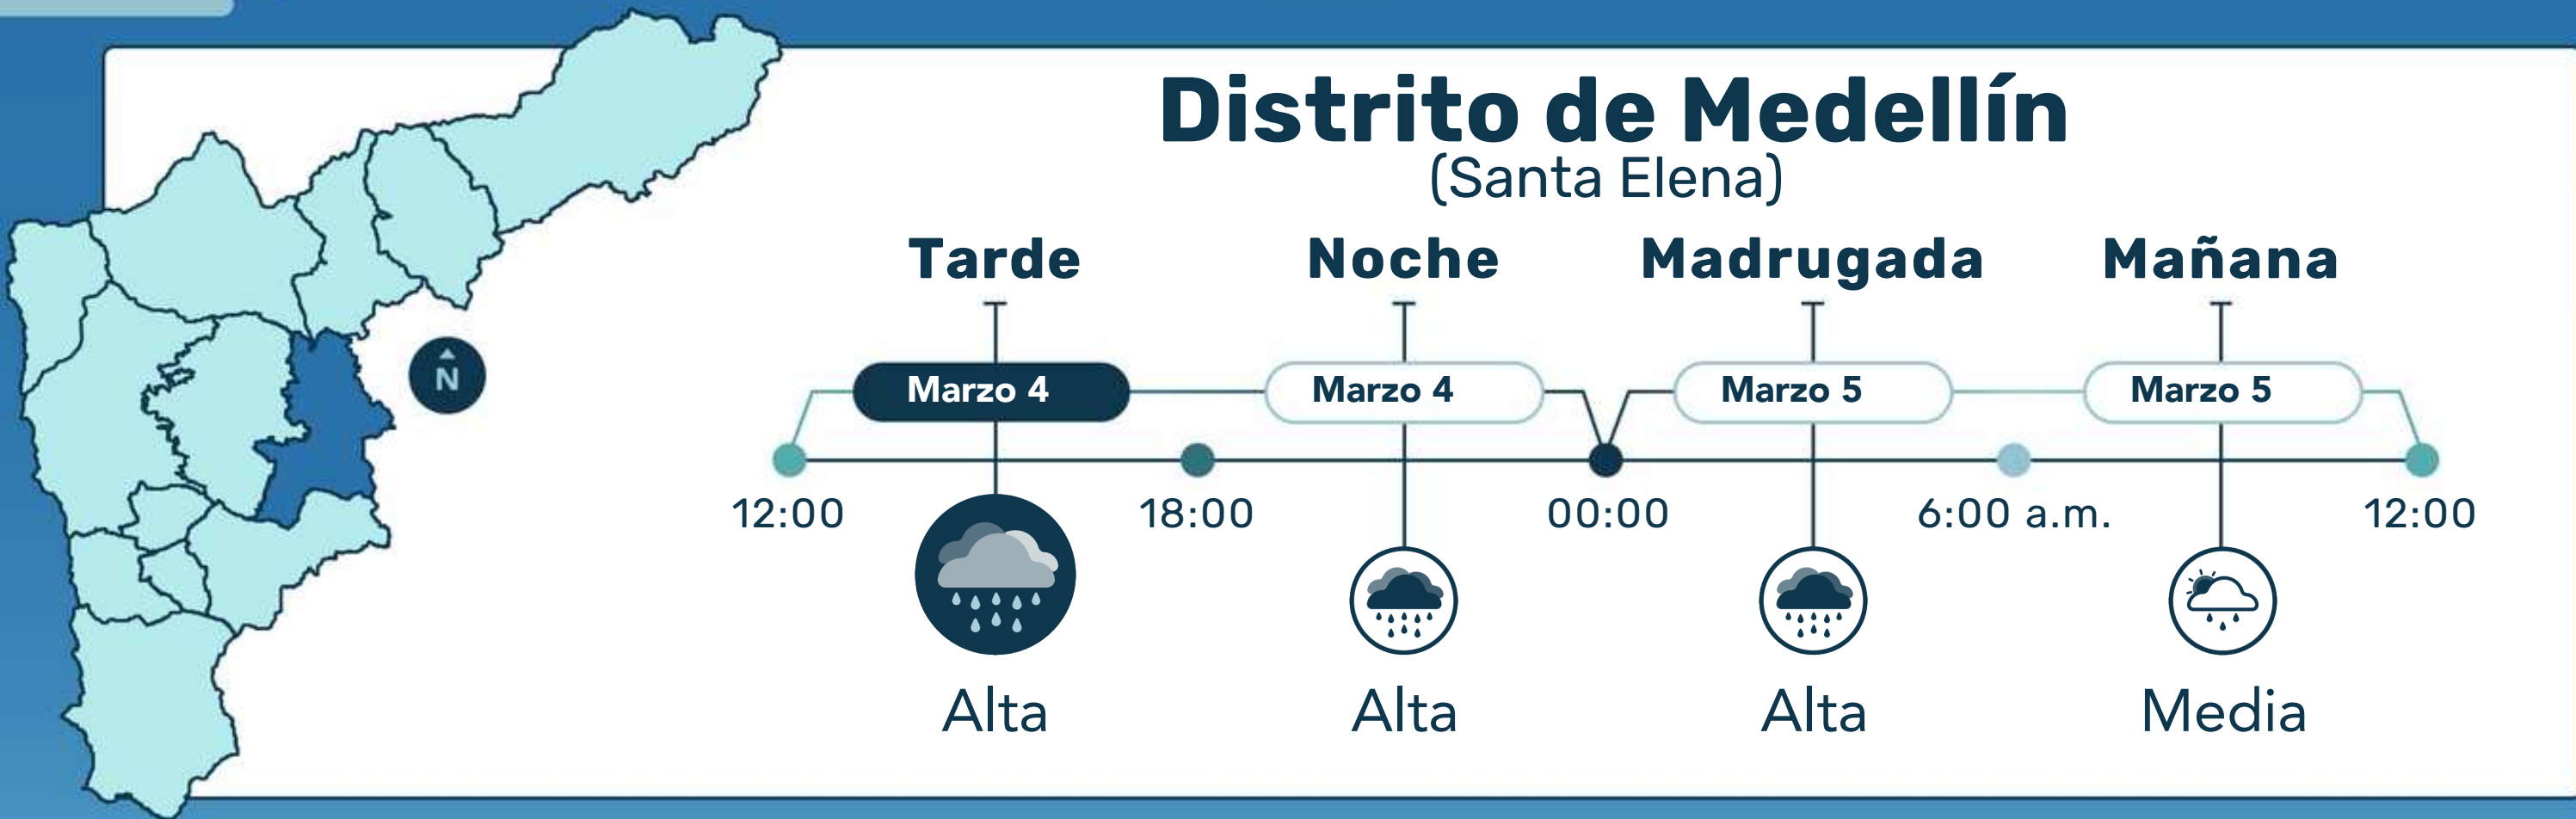 Distrito de Medellín
(Santa Elena)
Tarde Noche Madrugada Mañana
Marzo 4 Marzo 4 Marzo 5 Marzo 5
N
12:00 18:00 00:00 6:00 a.m. 12:00
Alta Alta Alta Media